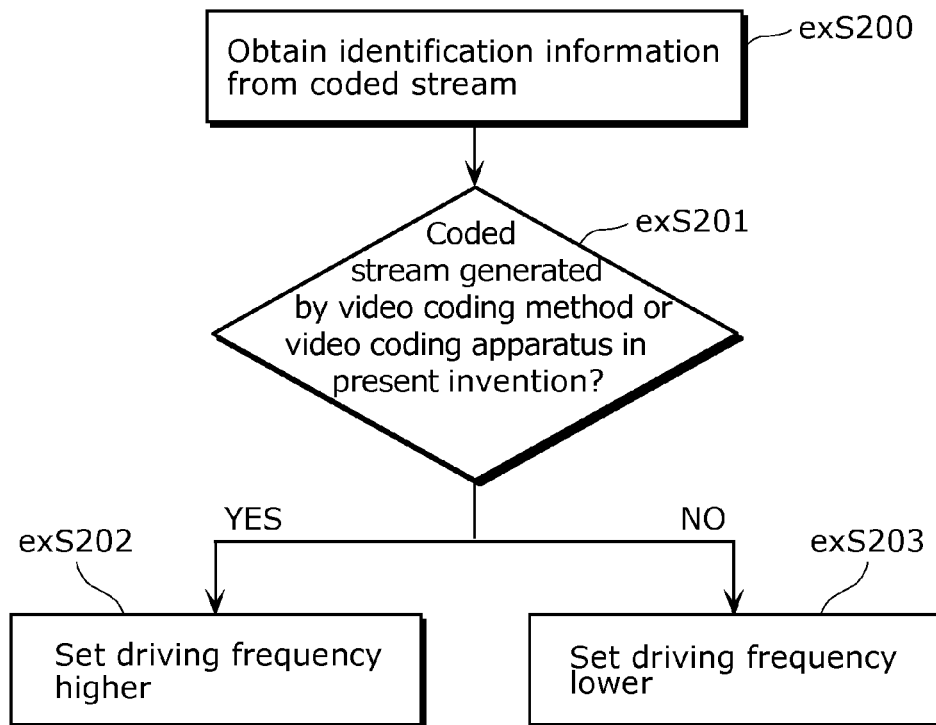 exS200
Obtain identification information
from coded stream
exS201
Coded
stream generated
by video coding method or
video coding apparatus in
present invention?
YES
NO
exS202
exS203
Set driving frequency
higher
Set driving frequency
lower